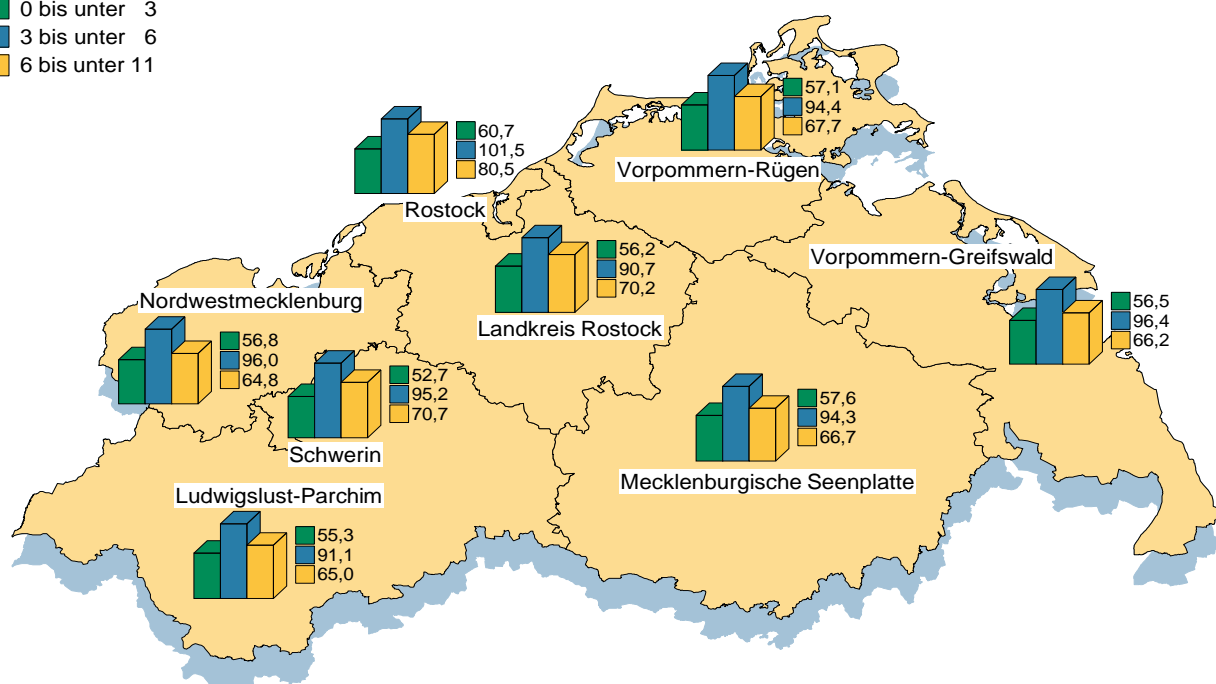 0 bis unter 3
3 bis unter 6
6 bis unter 11
57,1
94,4
67,7
Vorpommern-Rügen
60,7
101,5
80,5
Rostock
56,2
90,7
70,2
Landkreis Rostock
Vorpommern-Greifswald
56,5
96,4
66,2
Nordwestmecklenburg
56,8
96,0
64,8
52,7
95,2
70,7
Schwerin
57,6
94,3
66,7
Mecklenburgische Seenplatte
Ludwigslust-Parchim
55,3
91,1
65,0